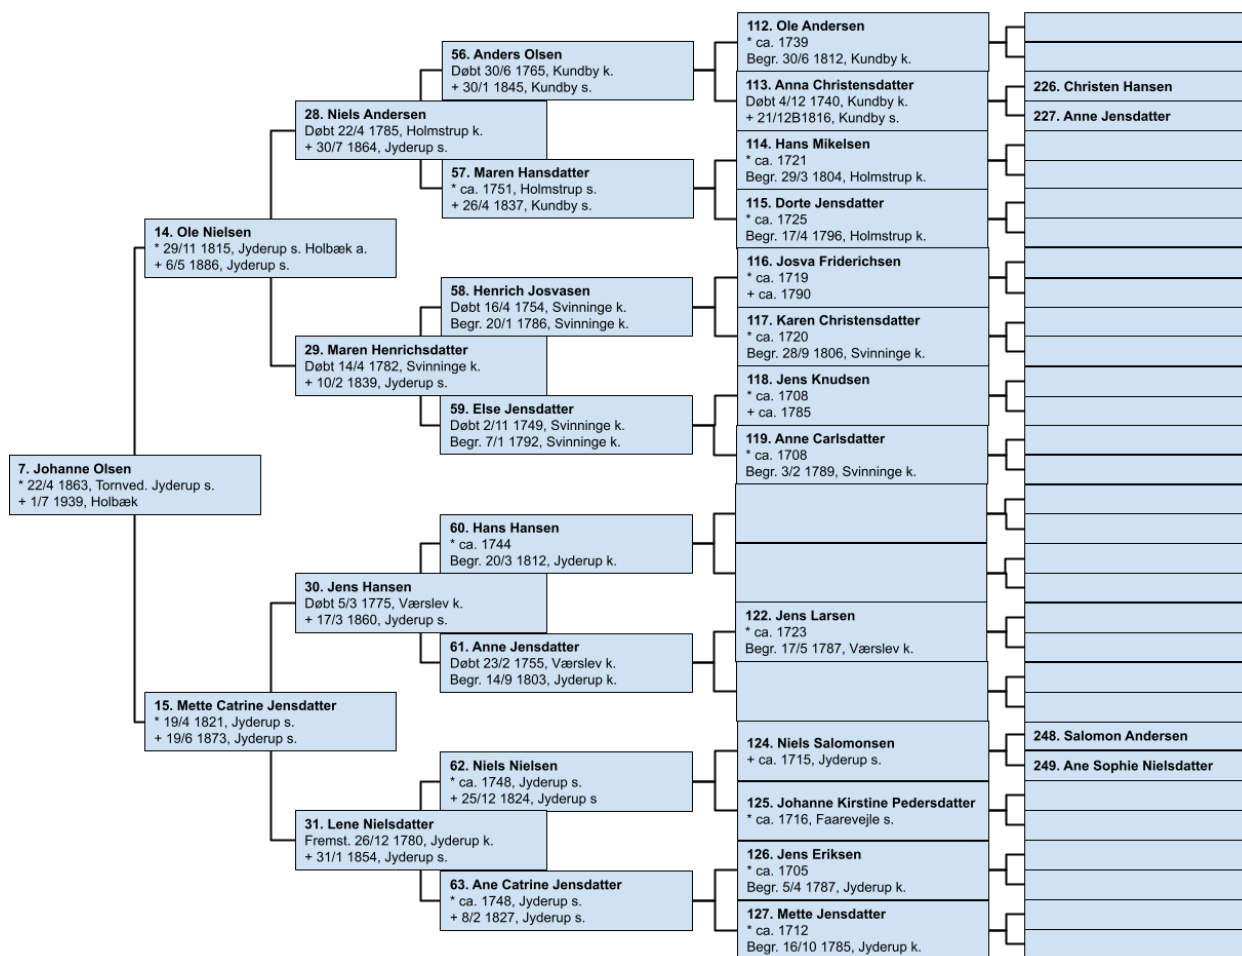 7. Johanne Olsen
* 22/4 1863, Tornved. Jyderup s.
+ 1/7 1939, Holbæk
14. Ole Nielsen
* 29/11 1815, Jyderup s. Holbæk a.
+ 6/5 1886, Jyderup s.
15. Mette Catrine Jensdatter
* 19/4 1821, Jyderup s.
+ 19/6 1873, Jyderup s.
28. Niels Andersen
Døbt 22/4 1785, Holmstrup k.
+ 30/7 1864, Jyderup s.
29. Maren Henrichsdatter
Døbt 14/4 1782, Svinninge k.
+ 10/2 1839, Jyderup s.
30. Jens Hansen
Døbt 5/3 1775, Værslev k.
+ 17/3 1860, Jyderup s.
31. Lene Nielsdatter
Fremst. 26/12 1780, Jyderup k.
+ 31/1 1854, Jyderup s.
56. Anders Olsen
Døbt 30/6 1765, Kundby k.
+ 30/1 1845, Kundby s.
57. Maren Hansdatter
* ca. 1751, Holmstrup s.
+ 26/4 1837, Kundby s.
58. Henrich Josvasen
Døbt 16/4 1754, Svinninge k.
Begr. 20/1 1786, Svinninge k.
59. Else Jensdatter
Døbt 2/11 1749, Svinninge k.
Begr. 7/1 1792, Svinninge k.
60. Hans Hansen
* ca. 1744
Begr. 20/3 1812, Jyderup k.
61. Anne Jensdatter
Døbt 23/2 1755, Værslev k.
Begr. 14/9 1803, Jyderup k.
62. Niels Nielsen
* ca. 1748, Jyderup s.
+ 25/12 1824, Jyderup s
63. Ane Catrine Jensdatter
* ca. 1748, Jyderup s.
+ 8/2 1827, Jyderup s.
112. Ole Andersen
* ca. 1739
Begr. 30/6 1812, Kundby k.
113. Anna Christensdatter
Døbt 4/12 1740, Kundby k.
+ 21/12B1816, Kundby s.
114. Hans Mikelsen
* ca. 1721
Begr. 29/3 1804, Holmstrup k.
115. Dorte Jensdatter
* ca. 1725
Begr. 17/4 1796, Holmstrup k.
116. Josva Friderichsen
* ca. 1719
+ ca. 1790
117. Karen Christensdatter
* ca. 1720
Begr. 28/9 1806, Svinninge k.
118. Jens Knudsen
* ca. 1708
+ ca. 1785
119. Anne Carlsdatter
* ca. 1708
Begr. 3/2 1789, Svinninge k.
122. Jens Larsen
* ca. 1723
Begr. 17/5 1787, Værslev k.
124. Niels Salomonsen
+ ca. 1715, Jyderup s.
125. Johanne Kirstine Pedersdatter
* ca. 1716, Faarevejle s.
126. Jens Eriksen
* ca. 1705
Begr. 5/4 1787, Jyderup k.
127. Mette Jensdatter
* ca. 1712
Begr. 16/10 1785, Jyderup k.
226. Christen Hansen
227. Anne Jensdatter
248. Salomon Andersen
249. Ane Sophie Nielsdatter